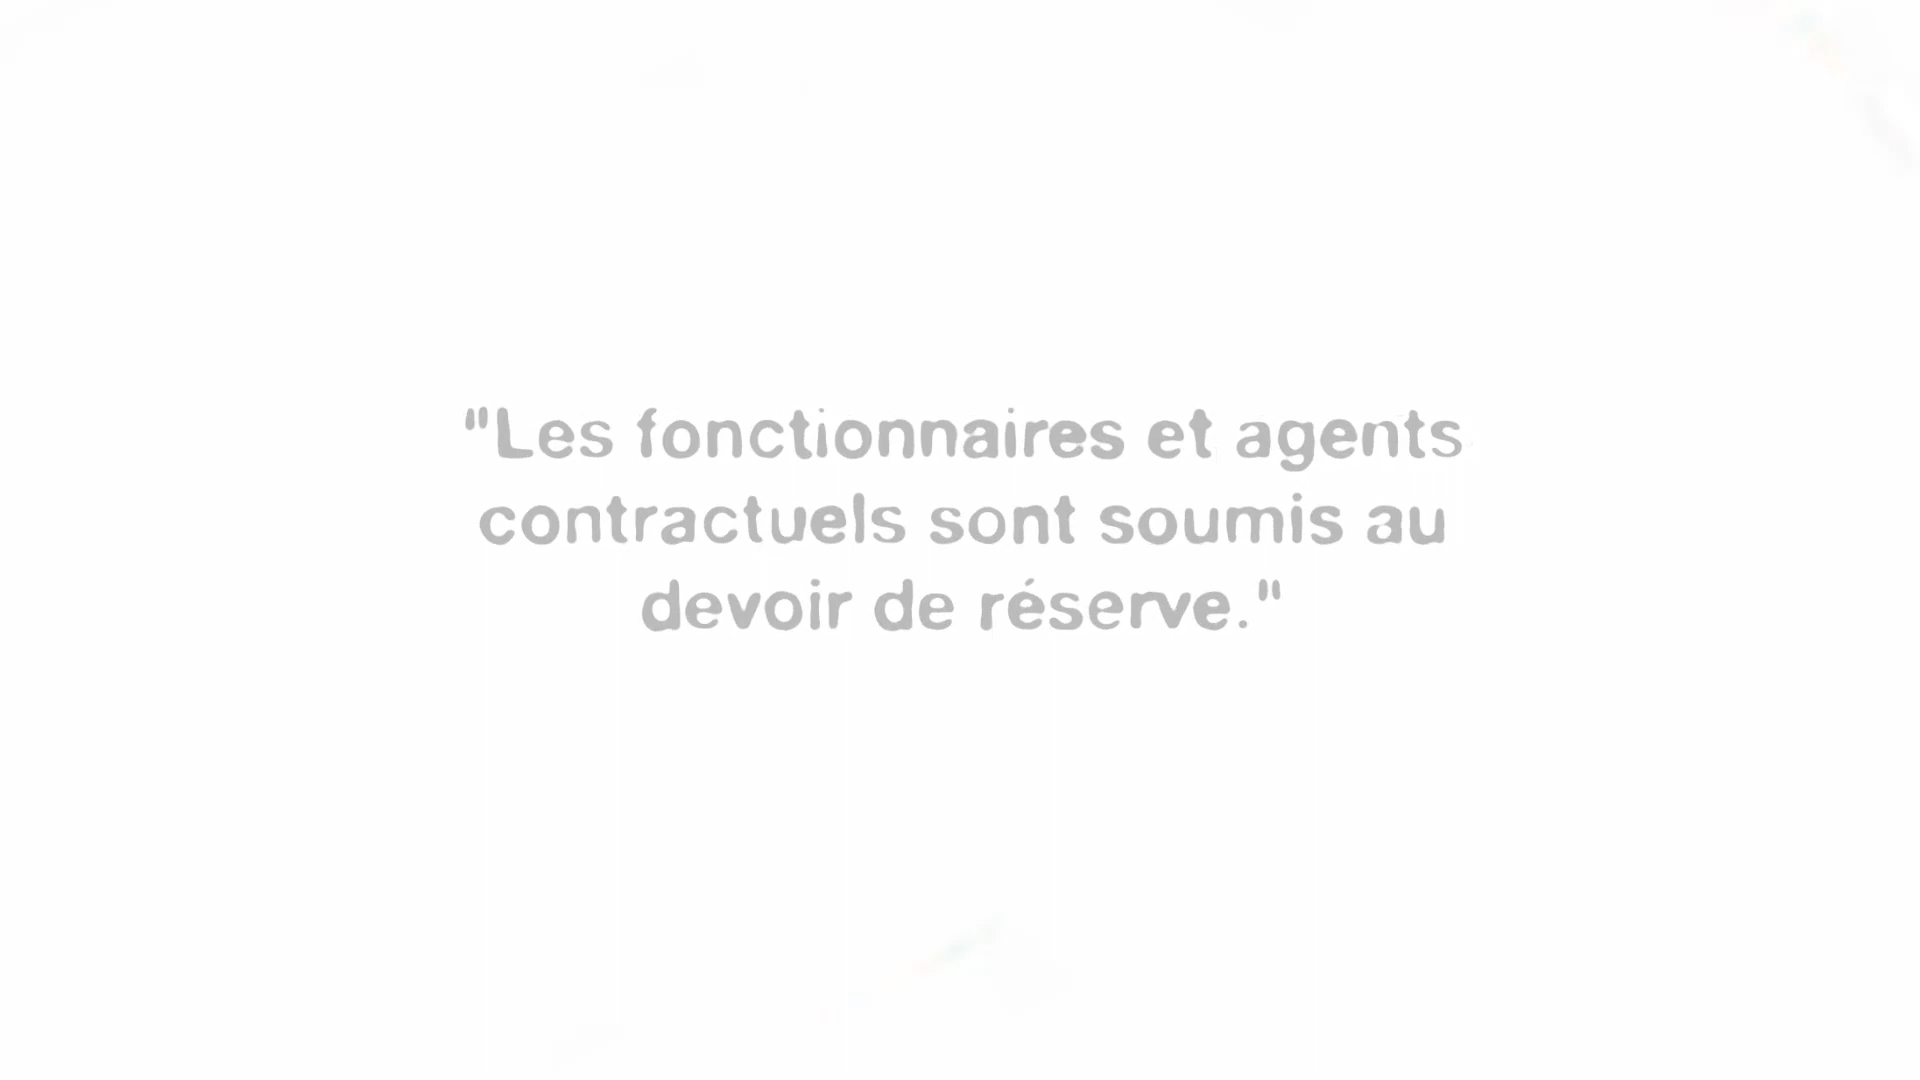 "Les fonctionnaires et agents
contractuels sont soumis au
devoir de réserve."